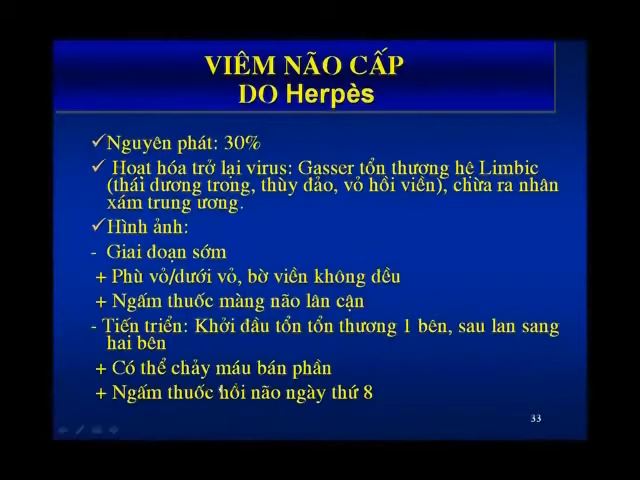 VIÊM NÃO CẤP
DO Herpès
✓Nguyên phát: 30%
✓ Hoạt hóa trở lại virus: Gasser tổn thương hệ Limbic
(thái dương trong, thùy đảo, vỏ hồi viền), chừa ra nhân
xám trung ương.
✓Hình ảnh:
- Giai đoạn sớm
+ Phù vỏ/dưới vỏ, bờ viền không đều
+ Ngấm thuốc màng não lân cận
- Tiến triển: Khởi đầu tổn tổn thương 1 bên, sau lan sang
hai bên
+ Có thể chảy máu bán phần
+ Ngấm thuốc hồi não ngày thứ 8
33